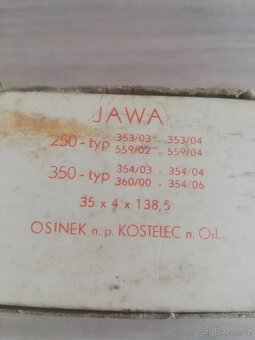 JAWA
250 - typ 353/03 - 353/04
559/02 559/04
350 - typ 354/03 - 354/04
360/00 - 354/06
35 x 4 x 138,5
OSINEK n. p. KOSTELEC n. Orl.